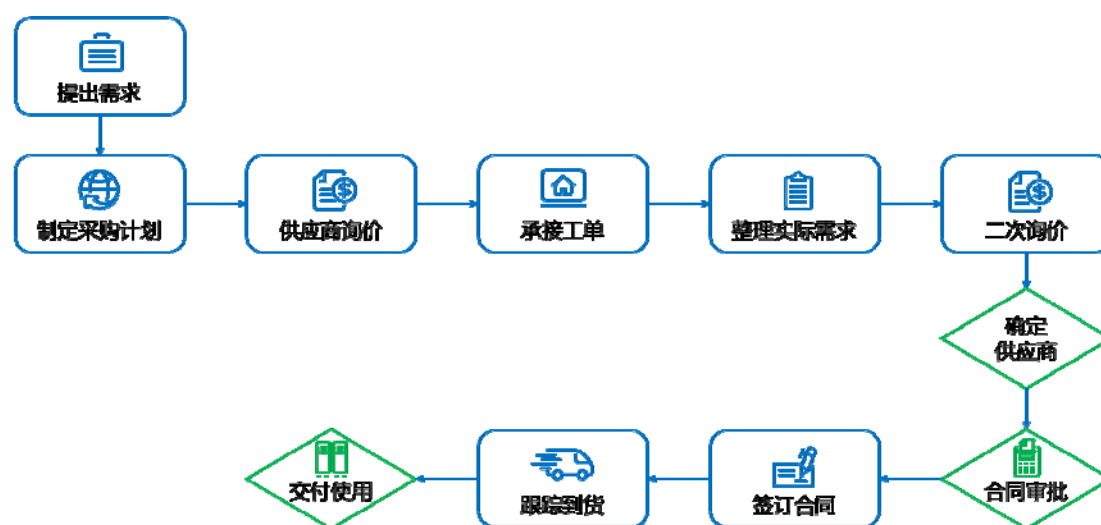 提出需求
制定采购计划
供应商询价
承接工单
整理实际需求
二次询价
确定
供应商
合同审批
签订合同
跟踪到货
交付使用